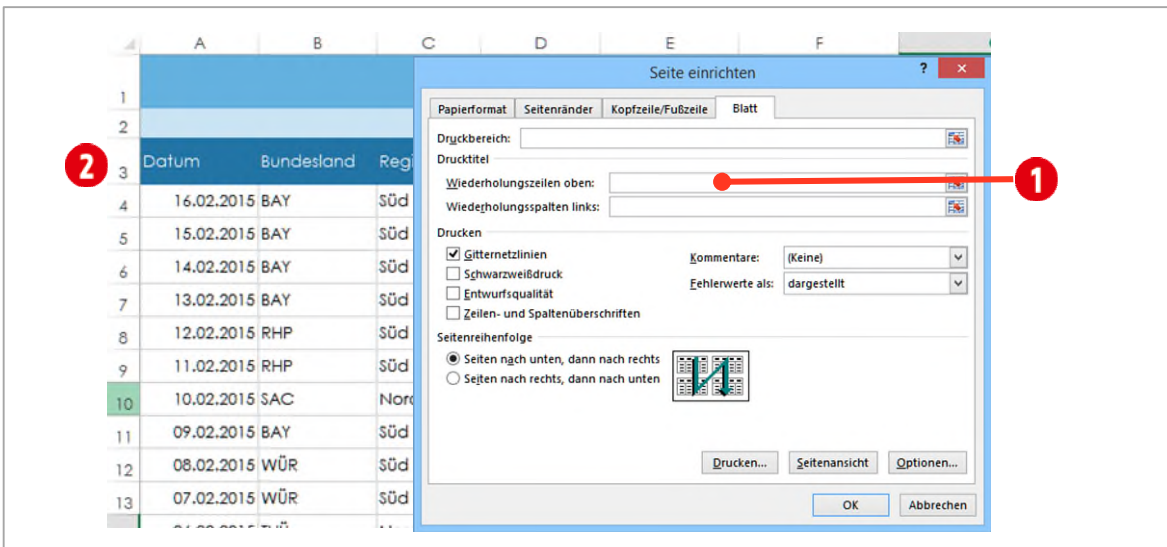 A B C D E F
Seite einrichten ? ×
1
Papierformat Seitenränder Kopfzeile/Fußzeile Blatt
2
Druckbereich:
Drucktitel
2 3 Datum Bundesland Regi
Wiederholungszeilen oben: 1
4 16.02.2015 BAY Süd
Wiederholungsspalten links:
Drucken
5 15.02.2015 BAY Süd
Gitternetzlinien Kommentare: (Keine)
6 14.02.2015 BAY Süd
Schwarzweißdruck Fehlerwerte als: dargestellt
Entwurfsqualität
7 13.02.2015 BAY Süd
Zeilen- und Spaltenüberschriften
8 12.02.2015 RHP Süd
Seitenreihenfolge
Seiten nach unten, dann nach rechts
9 11.02.2015 RHP Süd
Seiten nach rechts, dann nach unten
10 10.02.2015 SAC Nord
11 09.02.2015 BAY Süd
12 08.02.2015 WÜR Süd
Drucken... Seitenansicht Optionen...
13 07.02.2015 WÜR Süd
OK Abbrechen